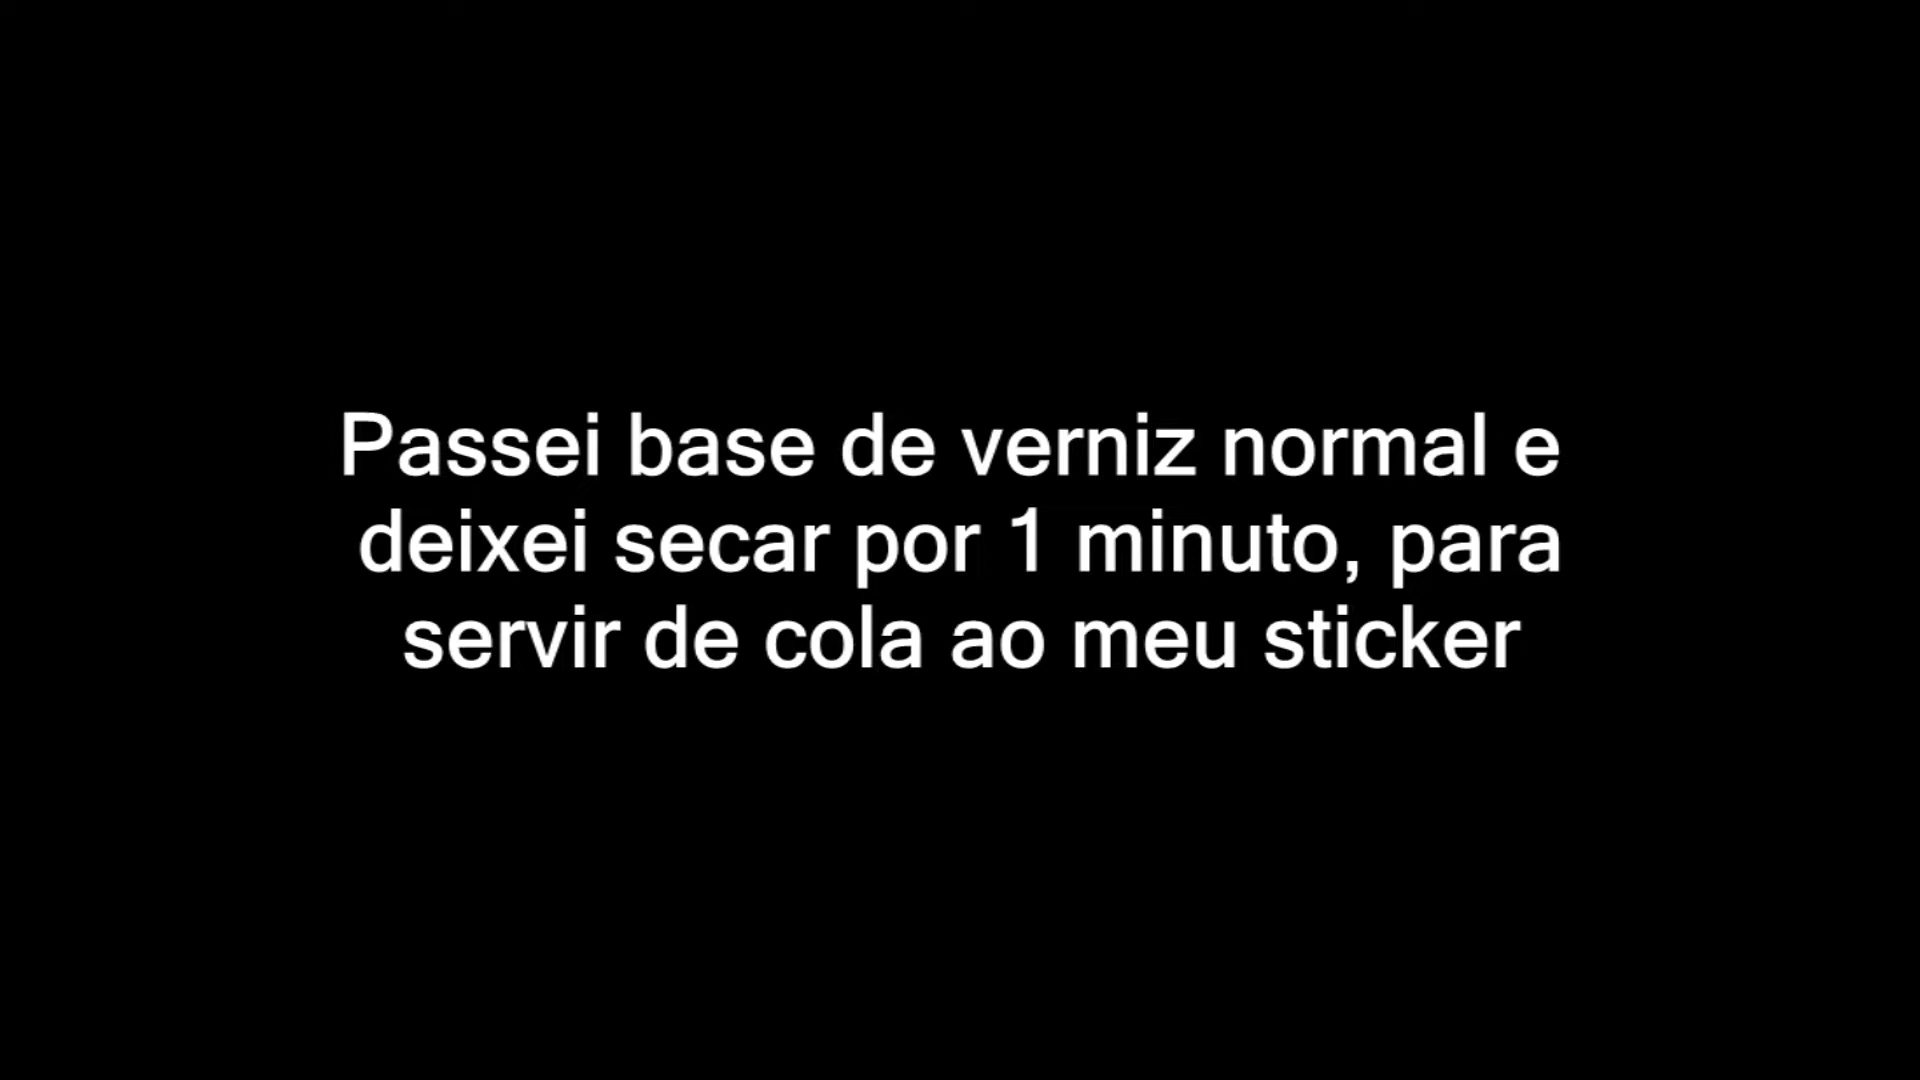 Passei base de verniz normal e
deixei secar por 1 minuto, para
servir de cola ao meu sticker